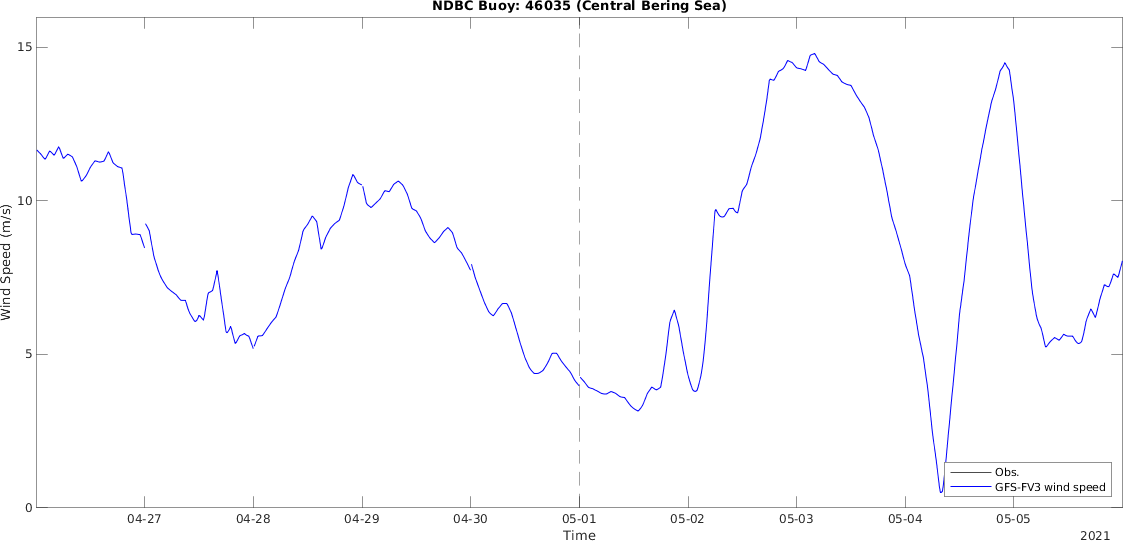 NDBC Buoy: 46035 (Central Bering Sea)
15
10
5
0
Wind Speed (m/s)
04-27 04-28 04-29 04-30 05-01 05-02 05-03 05-04 05-05
Time
2021
Obs.
GFS-FV3 wind speed